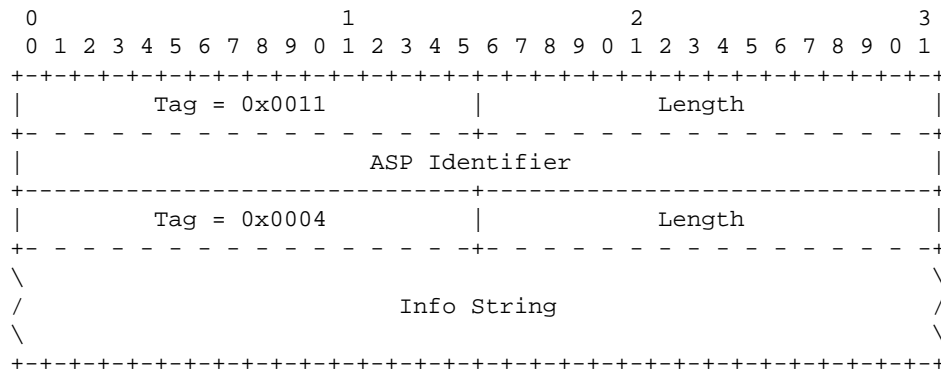 0                   1                   2                   3
 0 1 2 3 4 5 6 7 8 9 0 1 2 3 4 5 6 7 8 9 0 1 2 3 4 5 6 7 8 9 0 1
+-+-+-+-+-+-+-+-+-+-+-+-+-+-+-+-+-+-+-+-+-+-+-+-+-+-+-+-+-+-+-+-+
|         Tag = 0x0011          |            Length             |
+- - - - - - - - - - - - - - - -+- - - - - - - - - - - - - - - -+
|                        ASP Identifier                         |
+-------------------------------+-------------------------------+
|         Tag = 0x0004          |            Length             |
+- - - - - - - - - - - - - - - -+- - - - - - - - - - - - - - - -+
\                                                               \
/                          Info String                          /
\                                                               \
+-+-+-+-+-+-+-+-+-+-+-+-+-+-+-+-+-+-+-+-+-+-+-+-+-+-+-+-+-+-+-+-+